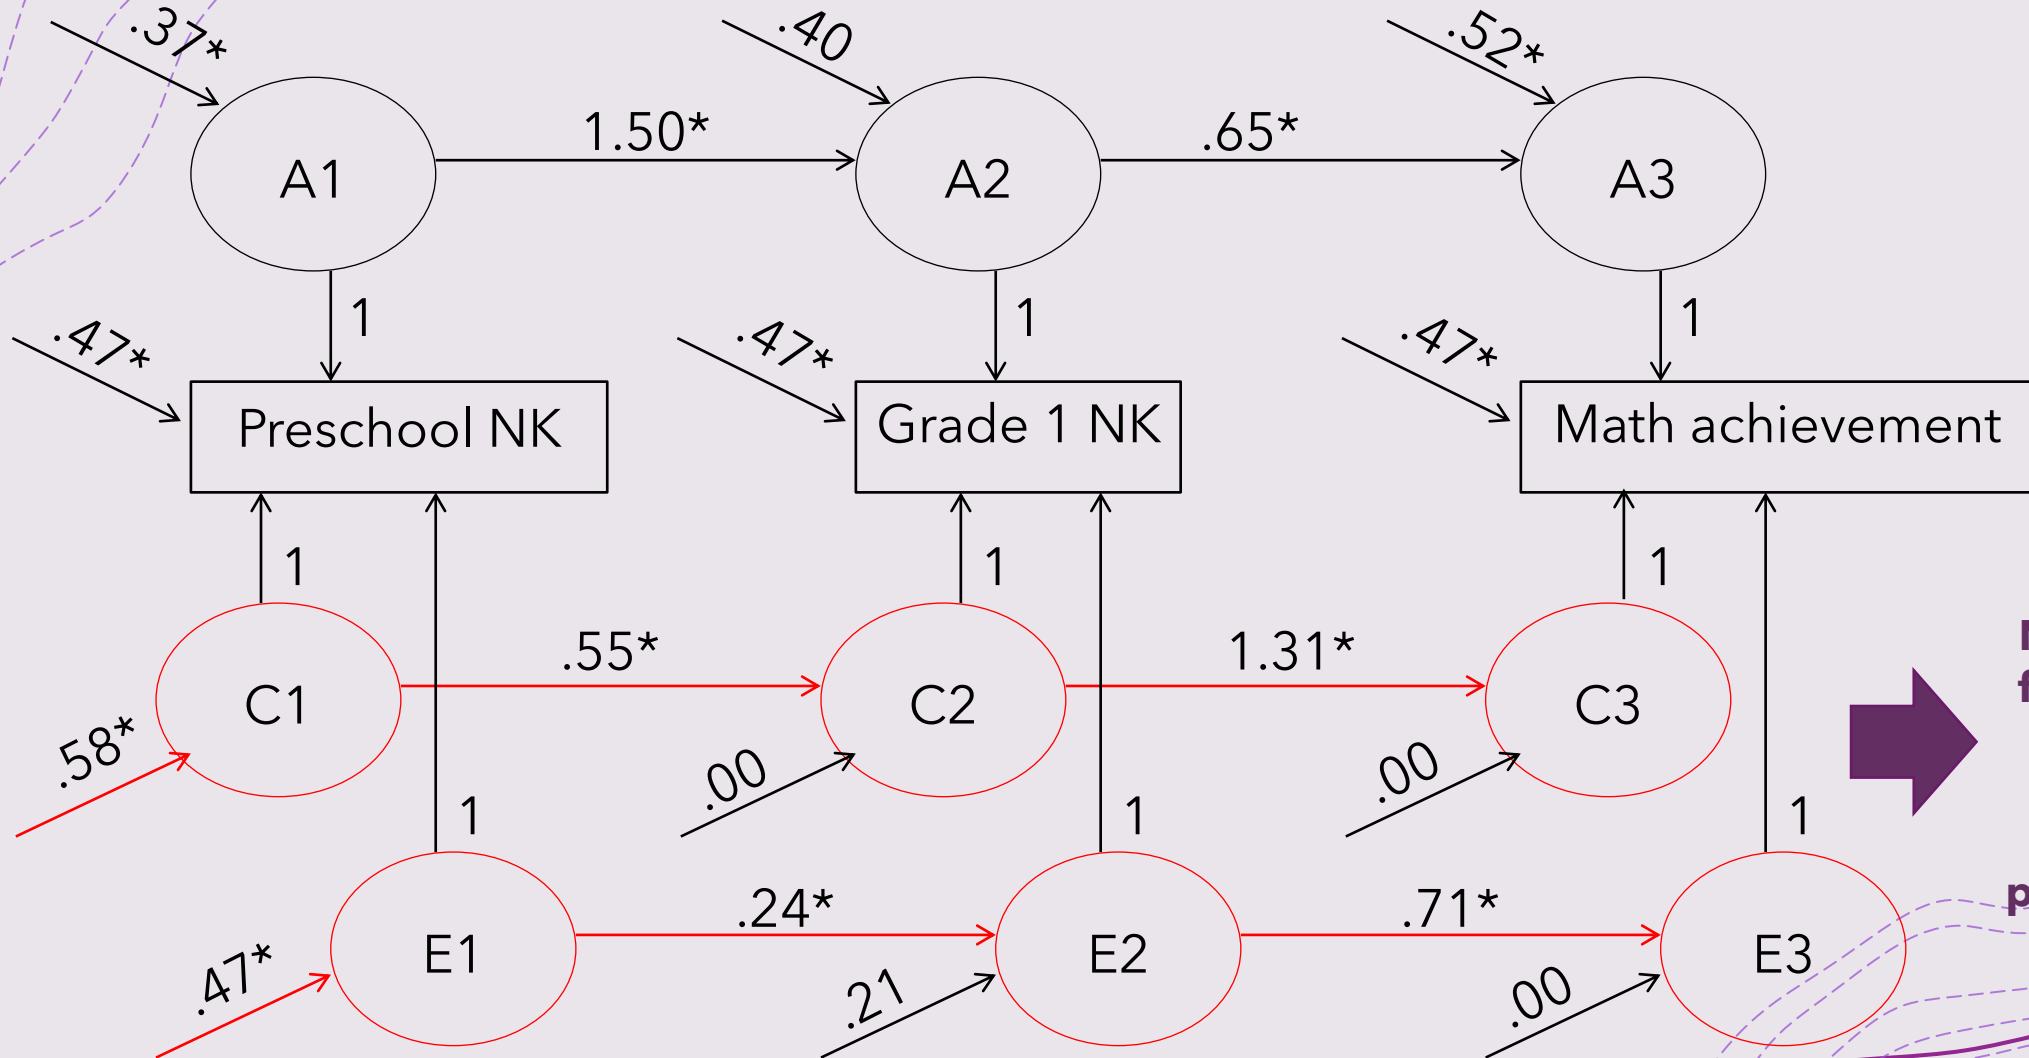 .37*
.40
.52*
1.50*
.65*
A1
A2
A3
1
1
1
.47*
.47*
.47*
Preschool NK
Grade 1 NK
Math achievement
1
1
1
.55*
1.31*
C1
C2
C3
.58*
.00
.00
1
1
1
.24*
.71*
E1
E2
E3
.47*
.21
.00